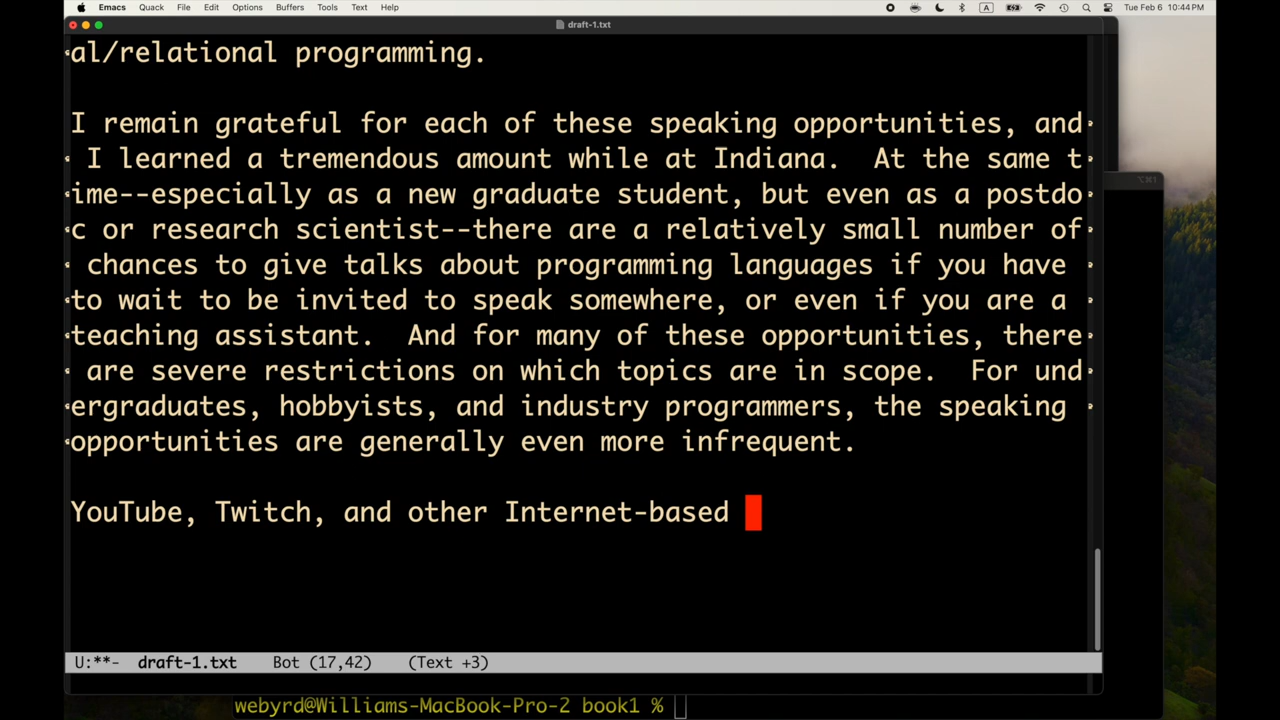 Emacs Quack File Edit Options Buffers Tools Text Help A Tue Feb 6 10:44 PM
draft-1.txt
al/relational programming.
I remain grateful for each of these speaking opportunities, and
I learned a tremendous amount while at Indiana.  At the same t
ime--especially as a new graduate student, but even as a postdo
c or research scientist--there are a relatively small number of
chances to give talks about programming languages if you have
to wait to be invited to speak somewhere, or even if you are a
teaching assistant.  And for many of these opportunities, there
are severe restrictions on which topics are in scope.  For und
ergraduates, hobbyists, and industry programmers, the speaking
opportunities are generally even more infrequent.
YouTube, Twitch, and other Internet-based
U:**-  draft-1.txt   Bot (17,42)   (Text +3)
webyrd@Williams-MacBook-Pro-2 book1 %